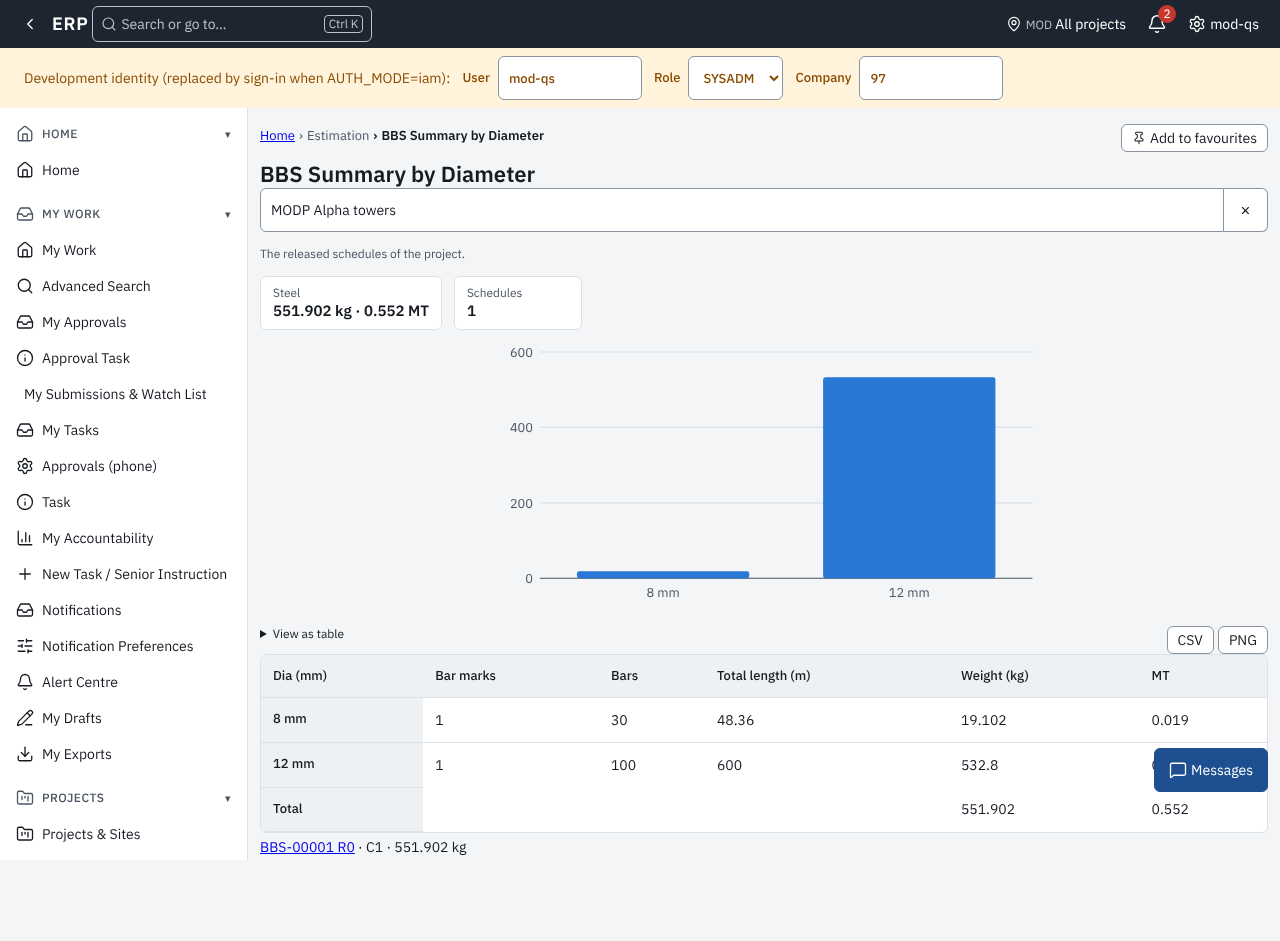 ERP
Search or go to...
Ctrl K
MOD All projects
2
mod-qs
Development identity (replaced by sign-in when AUTH_MODE=iam):
User
mod-qs
Role
SYSADM
Company
97
HOME
Home
MY WORK
My Work
Advanced Search
My Approvals
Approval Task
My Submissions & Watch List
My Tasks
Approvals (phone)
Task
My Accountability
New Task / Senior Instruction
Notifications
Notification Preferences
Alert Centre
My Drafts
My Exports
PROJECTS
Projects & Sites
Home › Estimation › BBS Summary by Diameter
Add to favourites
BBS Summary by Diameter
MODP Alpha towers
×
The released schedules of the project.
Steel
551.902 kg · 0.552 MT
Schedules
1
600
400
200
0
8 mm
12 mm
View as table
CSV
PNG
Dia (mm) Bar marks Bars Total length (m) Weight (kg) MT
8 mm 1 30 48.36 19.102 0.019
12 mm 1 100 600 532.8
Messages
Total 551.902 0.552
BBS-00001 R0 · C1 · 551.902 kg